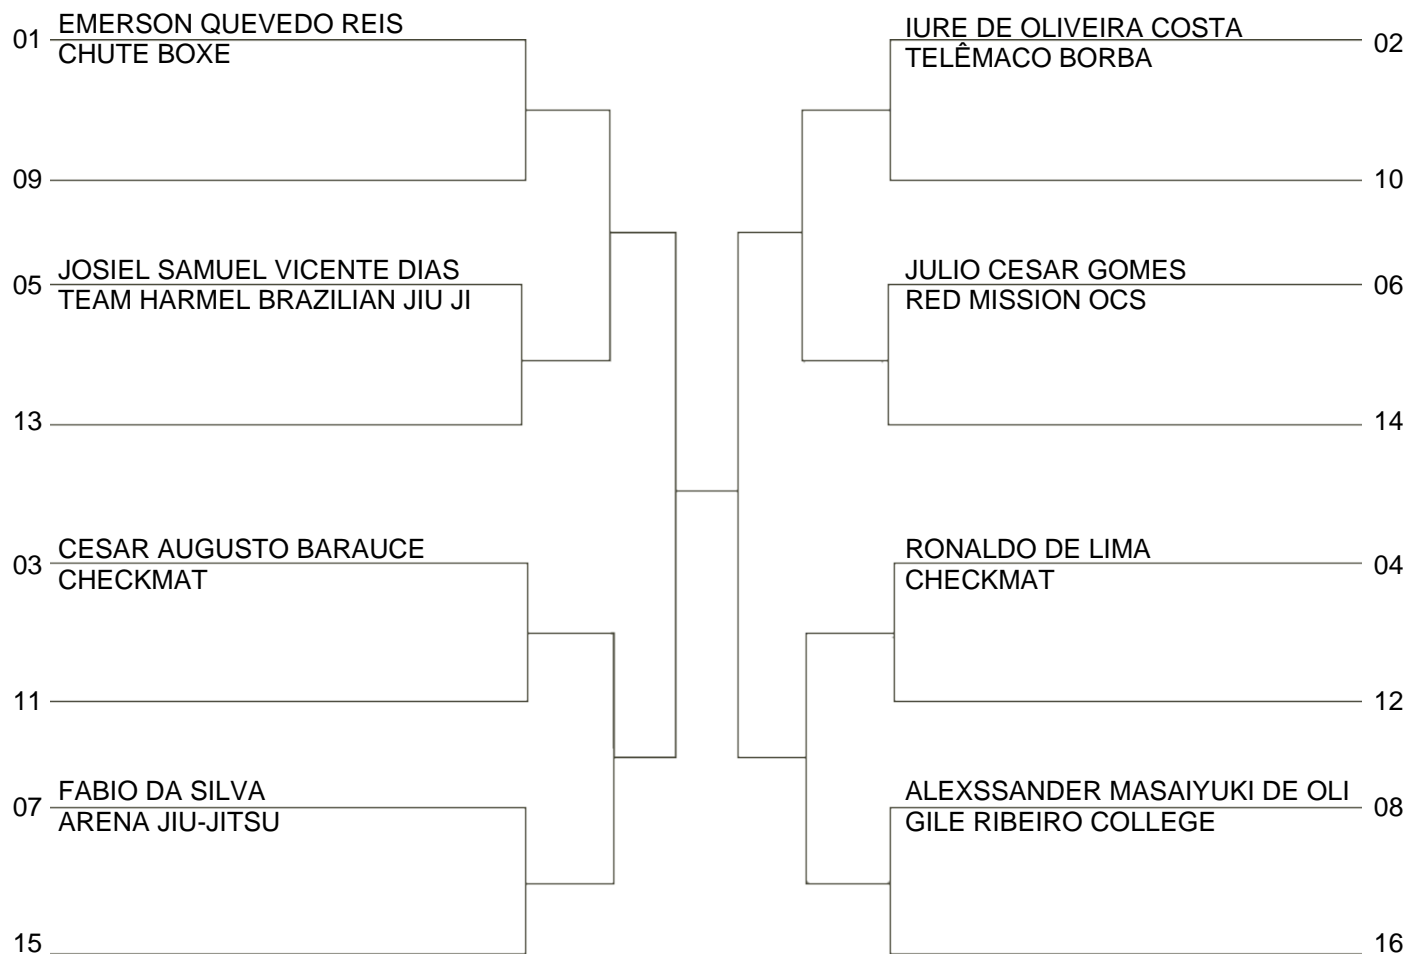 01 EMERSON QUEVEDO REIS
CHUTE BOXE
09
05 JOSIEL SAMUEL VICENTE DIAS
TEAM HARMEL BRAZILIAN JIU JI
13
03 CESAR AUGUSTO BARAUCE
CHECKMAT
11
07 FABIO DA SILVA
ARENA JIU-JITSU
15
IURE DE OLIVEIRA COSTA 02
TELÊMACO BORBA
10
JULIO CESAR GOMES 06
RED MISSION OCS
14
RONALDO DE LIMA 04
CHECKMAT
12
ALEXSSANDER MASAIYUKI DE OLI 08
GILE RIBEIRO COLLEGE
16